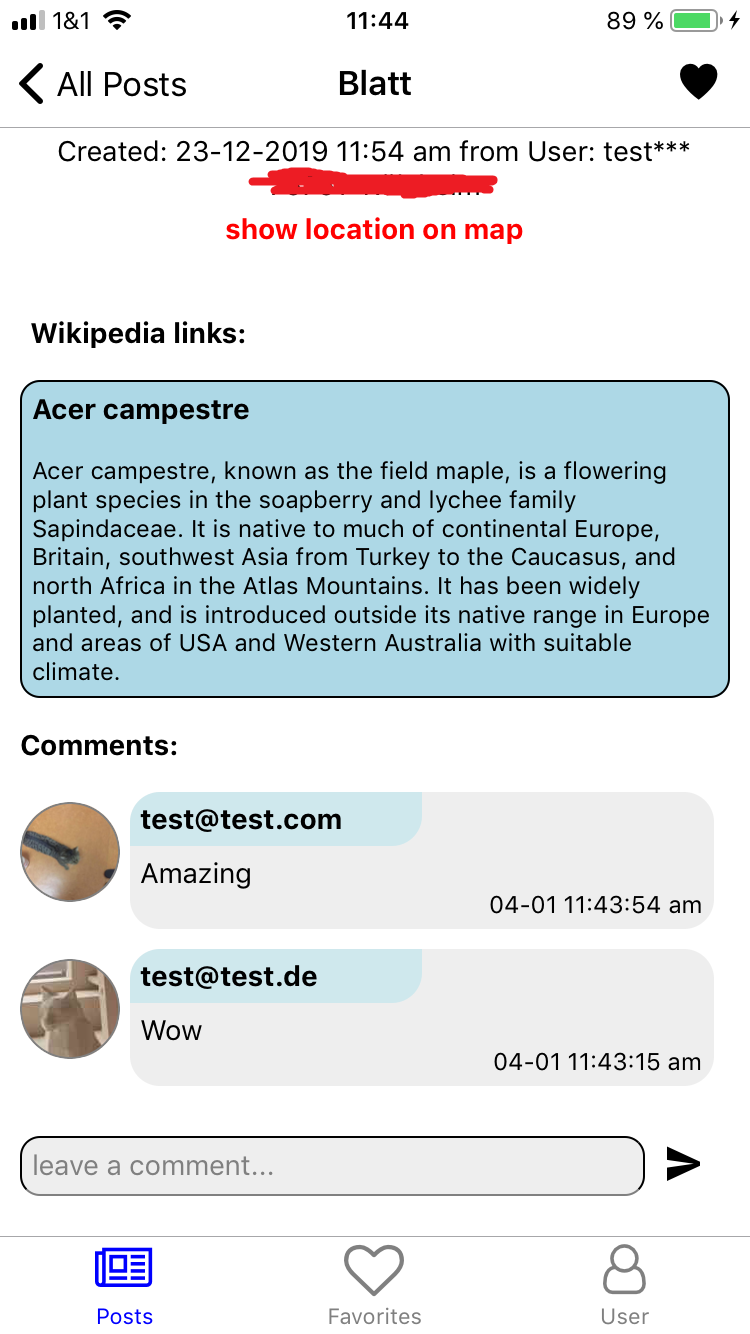 1&1
11:44
89 %
All Posts
Blatt
Created: 23-12-2019 11:54 am from User: test***
show location on map
Wikipedia links:
Acer campestre
Acer campestre, known as the field maple, is a flowering
plant species in the soapberry and lychee family
Sapindaceae. It is native to much of continental Europe,
Britain, southwest Asia from Turkey to the Caucasus, and
north Africa in the Atlas Mountains. It has been widely
planted, and is introduced outside its native range in Europe
and areas of USA and Western Australia with suitable
climate.
Comments:
test@test.com
Amazing
04-01 11:43:54 am
test@test.de
Wow
04-01 11:43:15 am
leave a comment...
Posts
Favorites
User